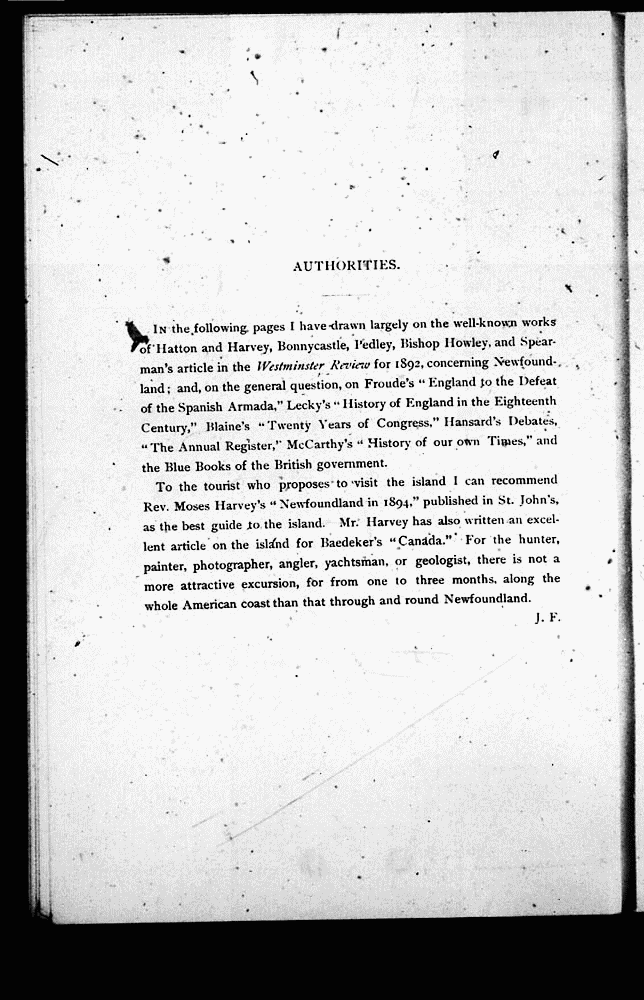 AUTHORITIES.
IN the following pages I have drawn largely on the well-known works
of Hatton and Harvey, Bonnycastle, Pedley, Bishop Howley, and Spear-
man's article in the Westminster Review for 1892, concerning Newfound-
land; and, on the general question, on Froude's "England to the Defeat
of the Spanish Armada," Lecky's "History of England in the Eighteenth
Century," Blaine's "Twenty Years of Congress," Hansard's Debates,
"The Annual Register," McCarthy's "History of our own Times," and
the Blue Books of the British government.
To the tourist who proposes to visit the island I can recommend
Rev. Moses Harvey's "Newfoundland in 1894," published in St. John's,
as the best guide to the island. Mr. Harvey has also written an excel-
lent article on the island for Baedeker's "Canada." For the hunter,
painter, photographer, angler, yachtsman, or geologist, there is not a
more attractive excursion, for from one to three months, along the
whole American coast than that through and round Newfoundland.
J. F.